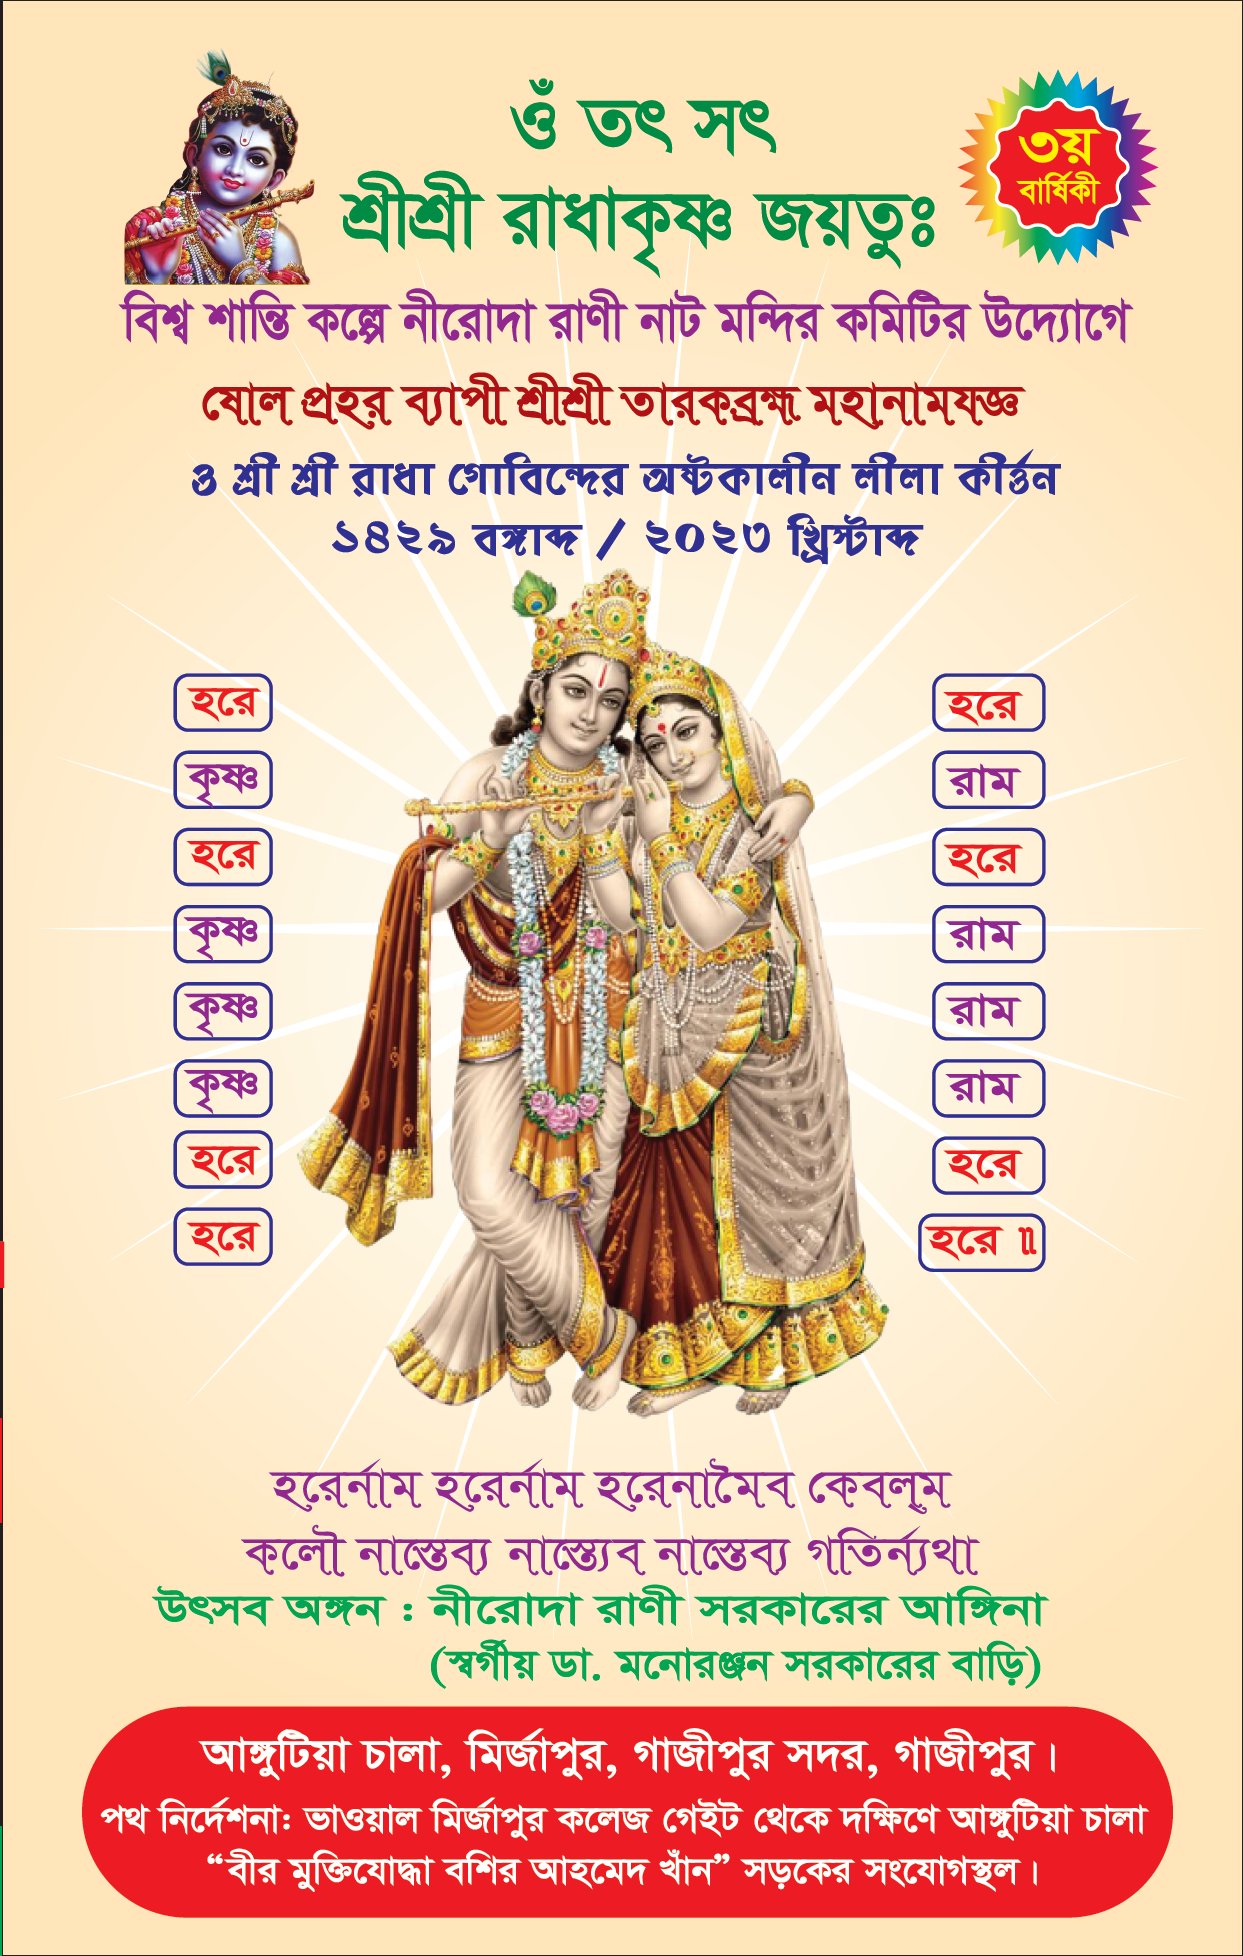 ওঁ তৎ সৎ
শ্রীশ্রী রাধাকৃষ্ণ জয়তুঃ
৩য়
বার্ষিকী
বিশ্ব শান্তি কল্পে নীরোদা রাণী নাট মন্দির কমিটির উদ্যোগে
ষোল প্রহর ব্যাপী শ্রীশ্রী তারকব্রহ্ম মহানামযজ্ঞ
ও শ্রী শ্রী রাধা গোবিন্দের অষ্টকালীন লীলা কীর্ত্তন
১৪২৯ বঙ্গাব্দ / ২০২৩ খ্রিস্টাব্দ
হরে
কৃষ্ণ
হরে
কৃষ্ণ
কৃষ্ণ
কৃষ্ণ
হরে
হরে
হরে
রাম
হরে
রাম
রাম
রাম
হরে
হরে ॥
হরের্নাম হরের্নাম হরেনামৈব কেবলুম
কলৌ নাস্তেব্য নাস্ত্যেব নাস্তেব্য গতির্ন্যথা
উৎসব অঙ্গন : নীরোদা রাণী সরকারের আঙ্গিনা
(স্বর্গীয় ডা. মনোরঞ্জন সরকারের বাড়ি)
আঙ্গুটিয়া চালা, মির্জাপুর, গাজীপুর সদর, গাজীপুর।
পথ নির্দেশনা: ভাওয়াল মির্জাপুর কলেজ গেইট থেকে দক্ষিণে আঙ্গুটিয়া চালা
“বীর মুক্তিযোদ্ধা বশির আহমেদ খাঁন” সড়কের সংযোগস্থল।